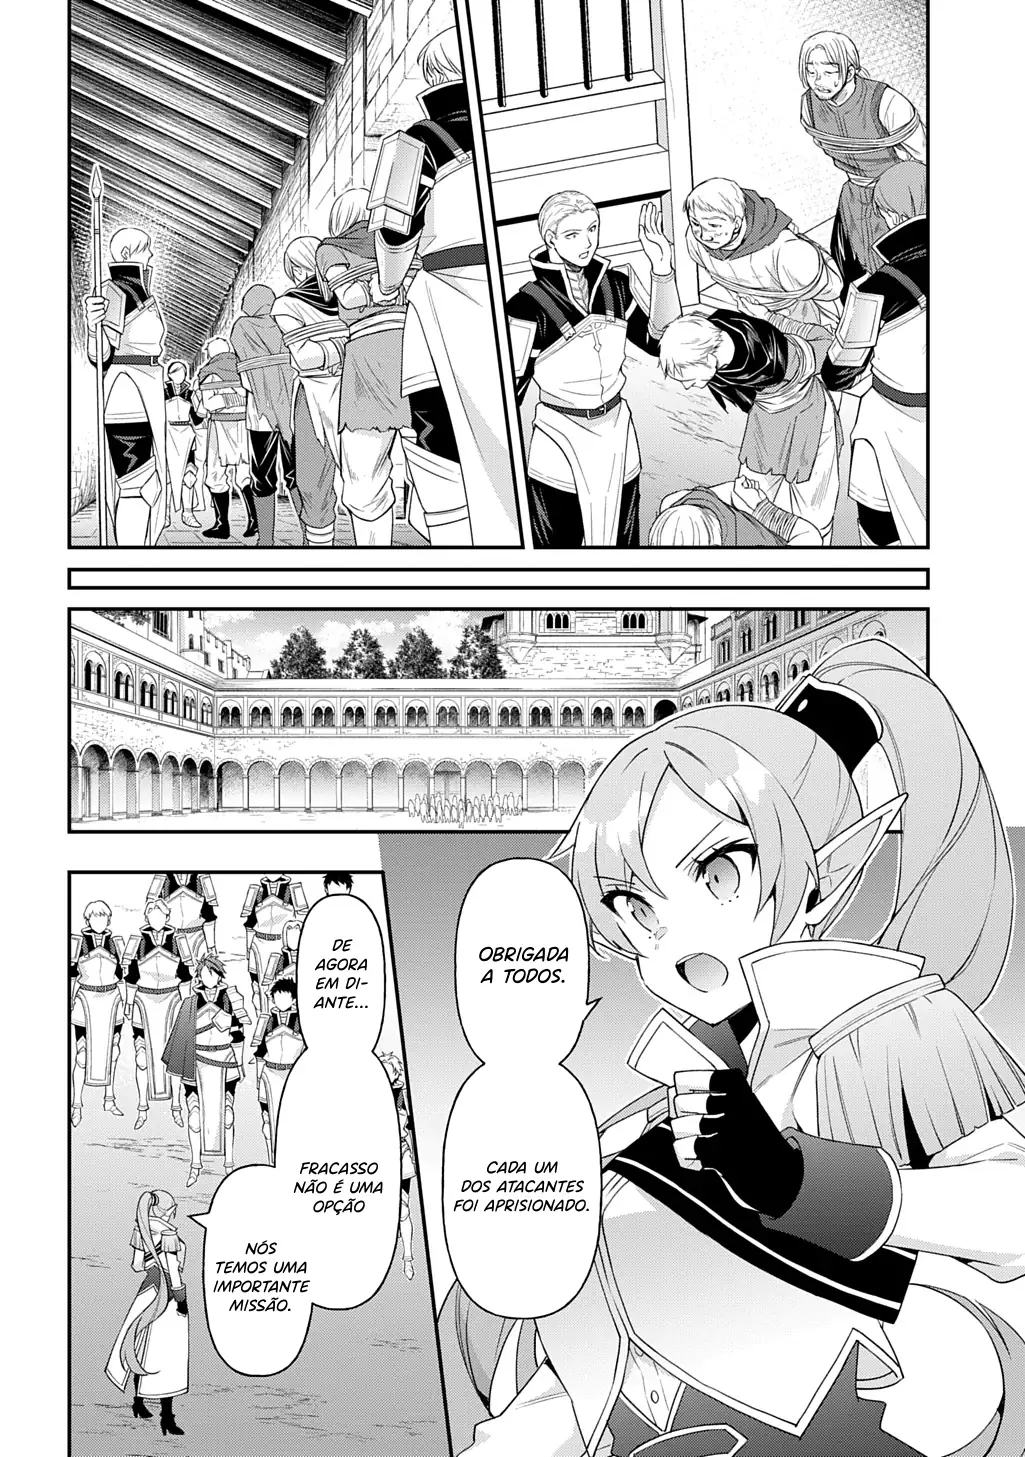 OBRIGADA
A TODOS.
CADA UM
DOS ATACANTES
FOI APRISIONADO.
DE
AGORA
EM DI-
ANTE...
FRACASSO
NÃO É UMA
OPÇÃO
NÓS
TEMOS UMA
IMPORTANTE
MISSÃO.